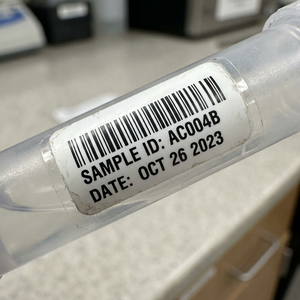 SAMPLE ID: AC004B
DATE: OCT 26 2023